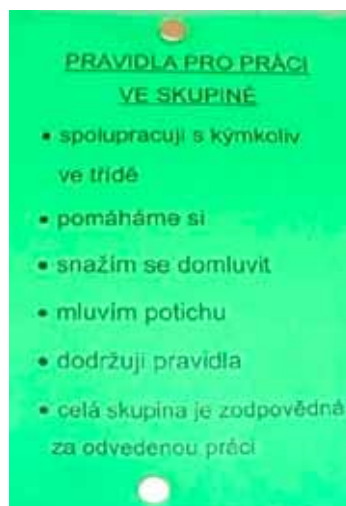 PRAVIDLA PRO PRÁCI
VE SKUPINĚ
• spolupracuji s kýmkoliv
ve třídě
• pomáháme si
• snažím se domluvit
• mluvím potichu
• dodržuji pravidla
• celá skupina je zodpovědná
za odvedenou práci